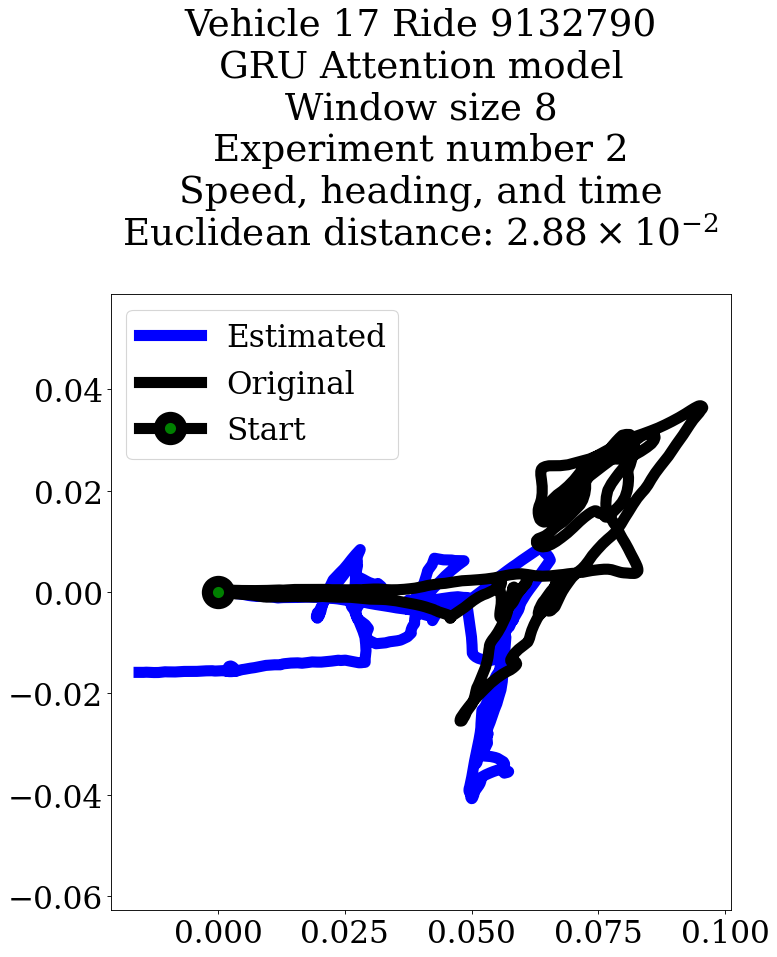 Vehicle 17 Ride 9132790
GRU Attention model
Window size 8
Experiment number 2
Speed, heading, and time
Euclidean distance: 2.88 × 10⁻²
Estimated
Original
Start
0.04
0.02
0.00
−0.02
−0.04
−0.06
0.000 0.025 0.050 0.075 0.100